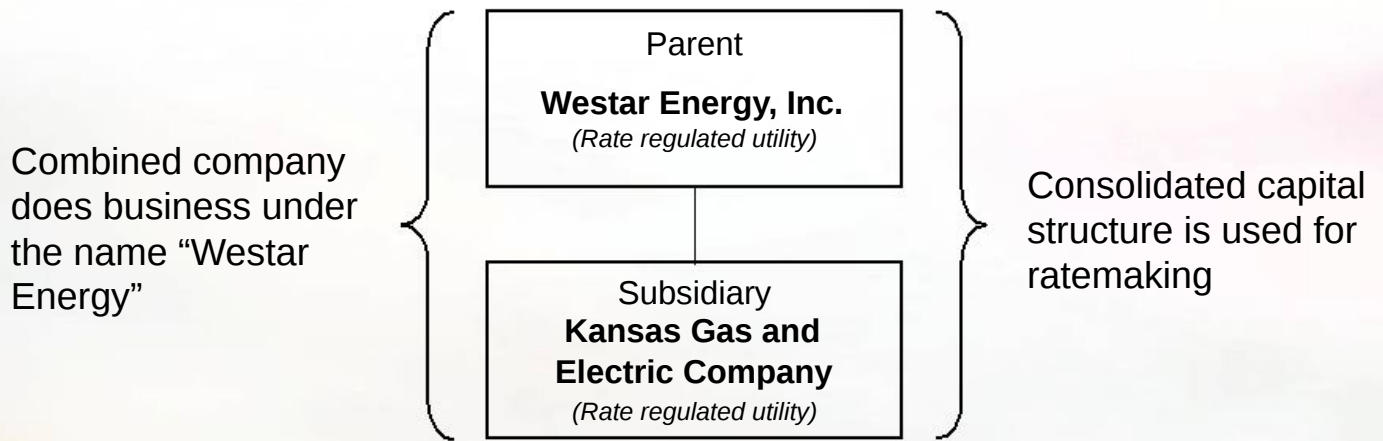 Combined company
does business under
the name “Westar
Energy”
Parent
Westar Energy, Inc.
(Rate regulated utility)
Subsidiary
Kansas Gas and
Electric Company
(Rate regulated utility)
Consolidated capital
structure is used for
ratemaking